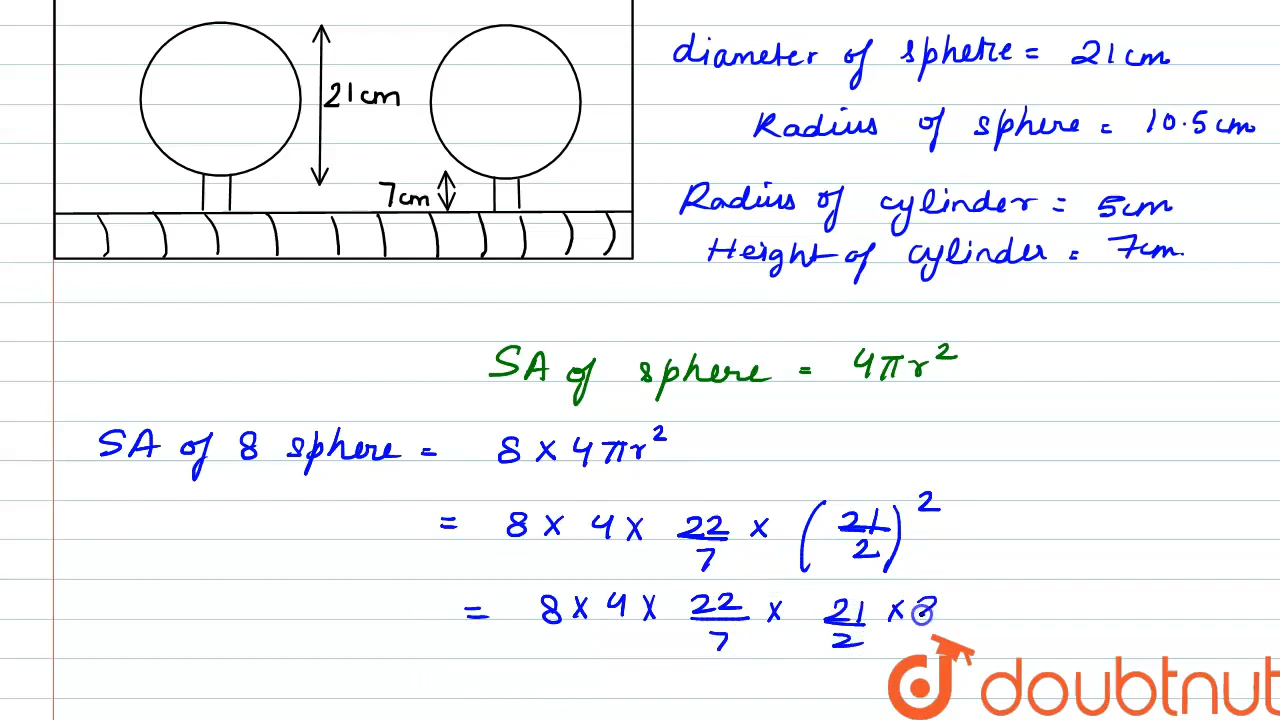 21cm
7cm
diameter of sphere = 21cm
Radius of sphere = 10.5cm
Radius of cylinder = 5cm
Height of cylinder = 7cm.
SA of sphere = 4πr²
SA of 8 sphere = 8 × 4πr²
= 8 × 4 × 22/7 × (21/2)²
= 8 × 4 × 22/7 × 21/2 ×
doubtnut